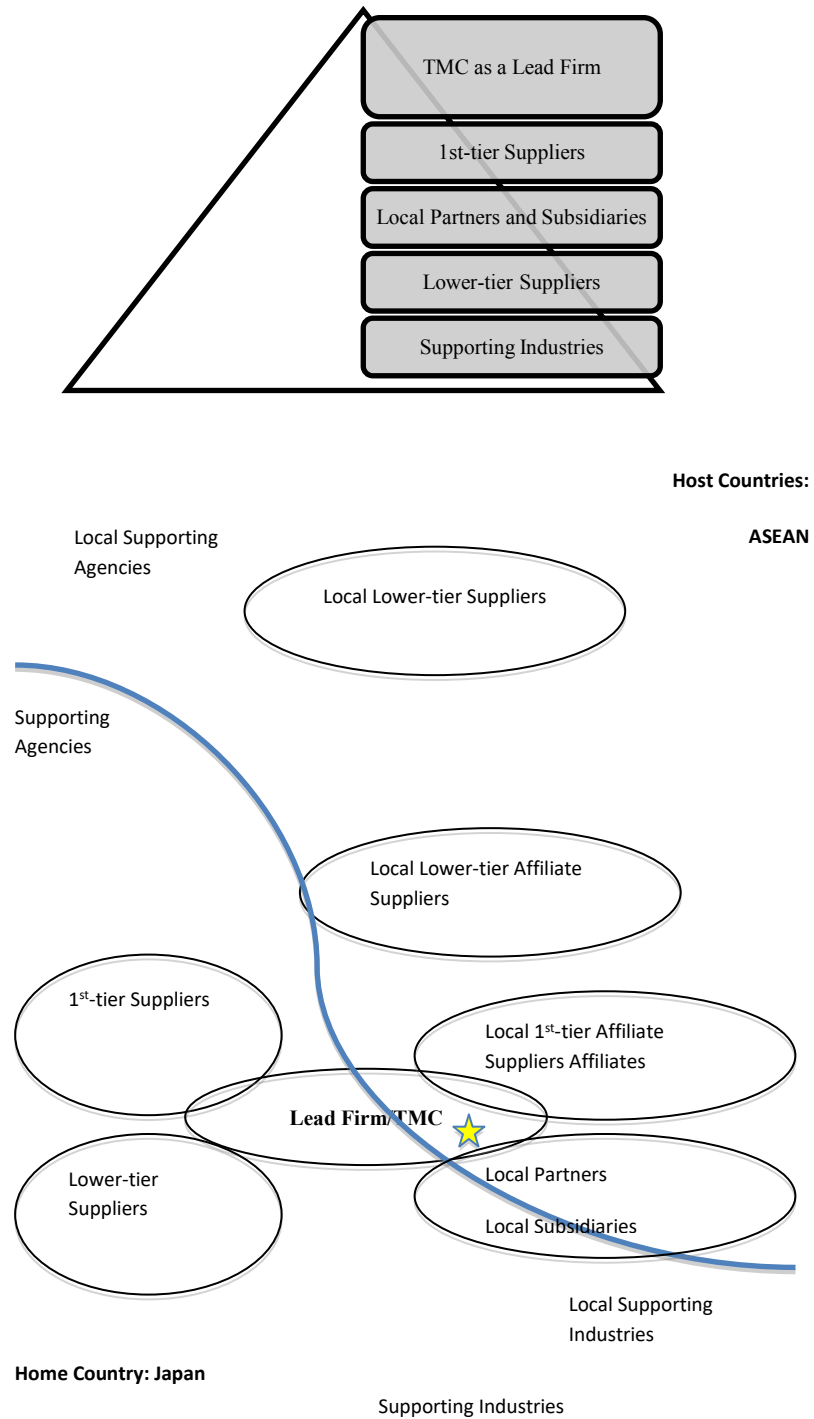 TMC as a Lead Firm
1st-tier Suppliers
Local Partners and Subsidiaries
Lower-tier Suppliers
Supporting Industries
Host Countries:
ASEAN
Local Supporting
Agencies
Local Lower-tier Suppliers
Supporting
Agencies
Local Lower-tier Affiliate
Suppliers
1st-tier Suppliers
Local 1st-tier Affiliate
Suppliers Affiliates
Lead Firm/TMC
Lower-tier
Suppliers
Local Partners
Local Subsidiaries
Local Supporting
Industries
Home Country: Japan
Supporting Industries